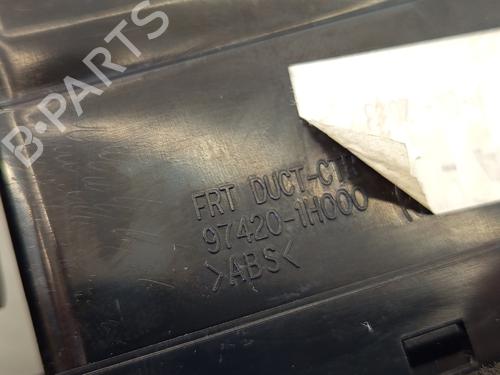 B-PARTS
FRT DUCT-CTR
97420-1H000
>ABS<